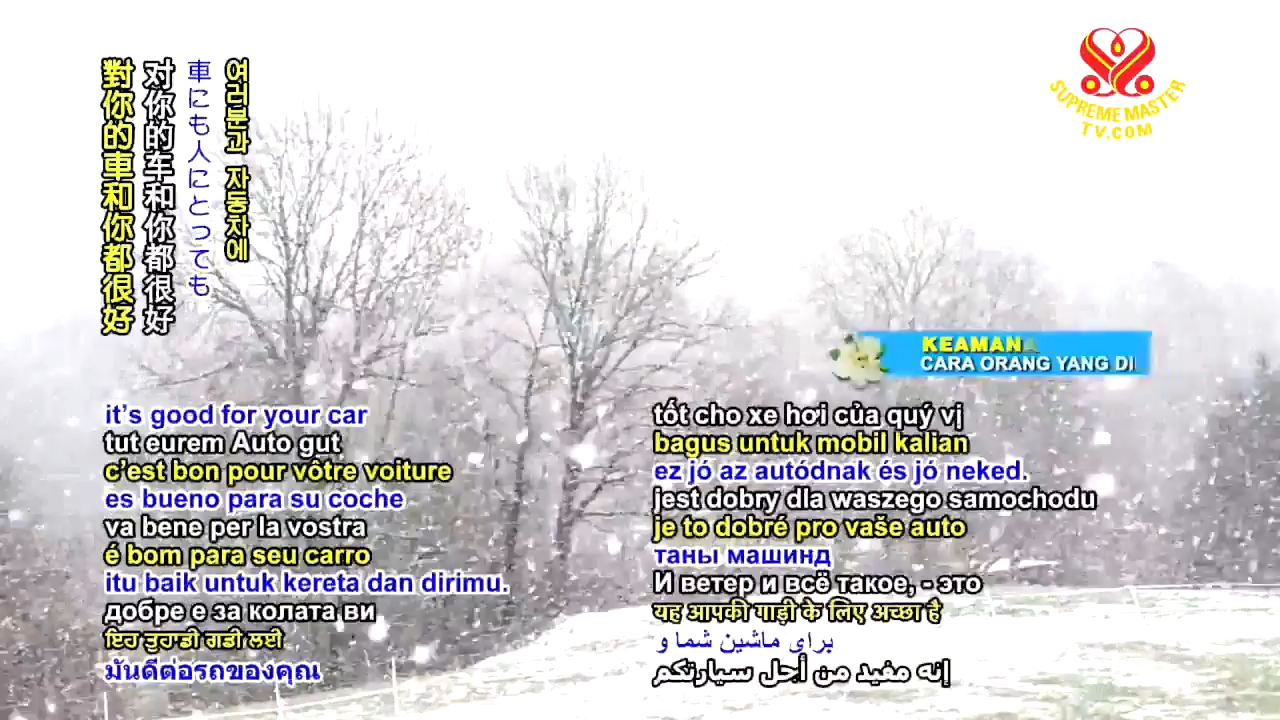 對你的車和你都很好
对你的车和你都很好
車にも人にとっても
여러분과 자동차에
SUPREME MASTER
TV.COM
KEAMANA
CARA ORANG YANG DI
it's good for your car
tut eurem Auto gut
c'est bon pour vôtre voiture
es bueno para su coche
va bene per la vostra
é bom para seu carro
itu baik untuk kereta dan dirimu.
добре е за колата ви
ਇਹ ਤੁਹਾਡੀ ਗਡੀ ਲਈ
มันดีต่อรถของคุณ
tốt cho xe hơi của quý vị
bagus untuk mobil kalian
ez jó az autódnak és jó neked.
jest dobry dla waszego samochodu
je to dobré pro vaše auto
таны машинд
И ветер и всё такое, - это
यह आपकी गाड़ी के लिए अच्छा है
برای ماشین شما و
إنه مفيد من أجل سيارتكم